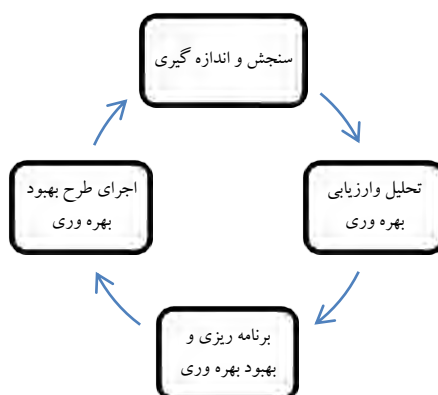 سنجش و اندازه گیری
تحلیل وارزیابی
بهره وری
برنامه ریزی و
بهبود بهره وری
اجرای طرح بهبود
بهره وری